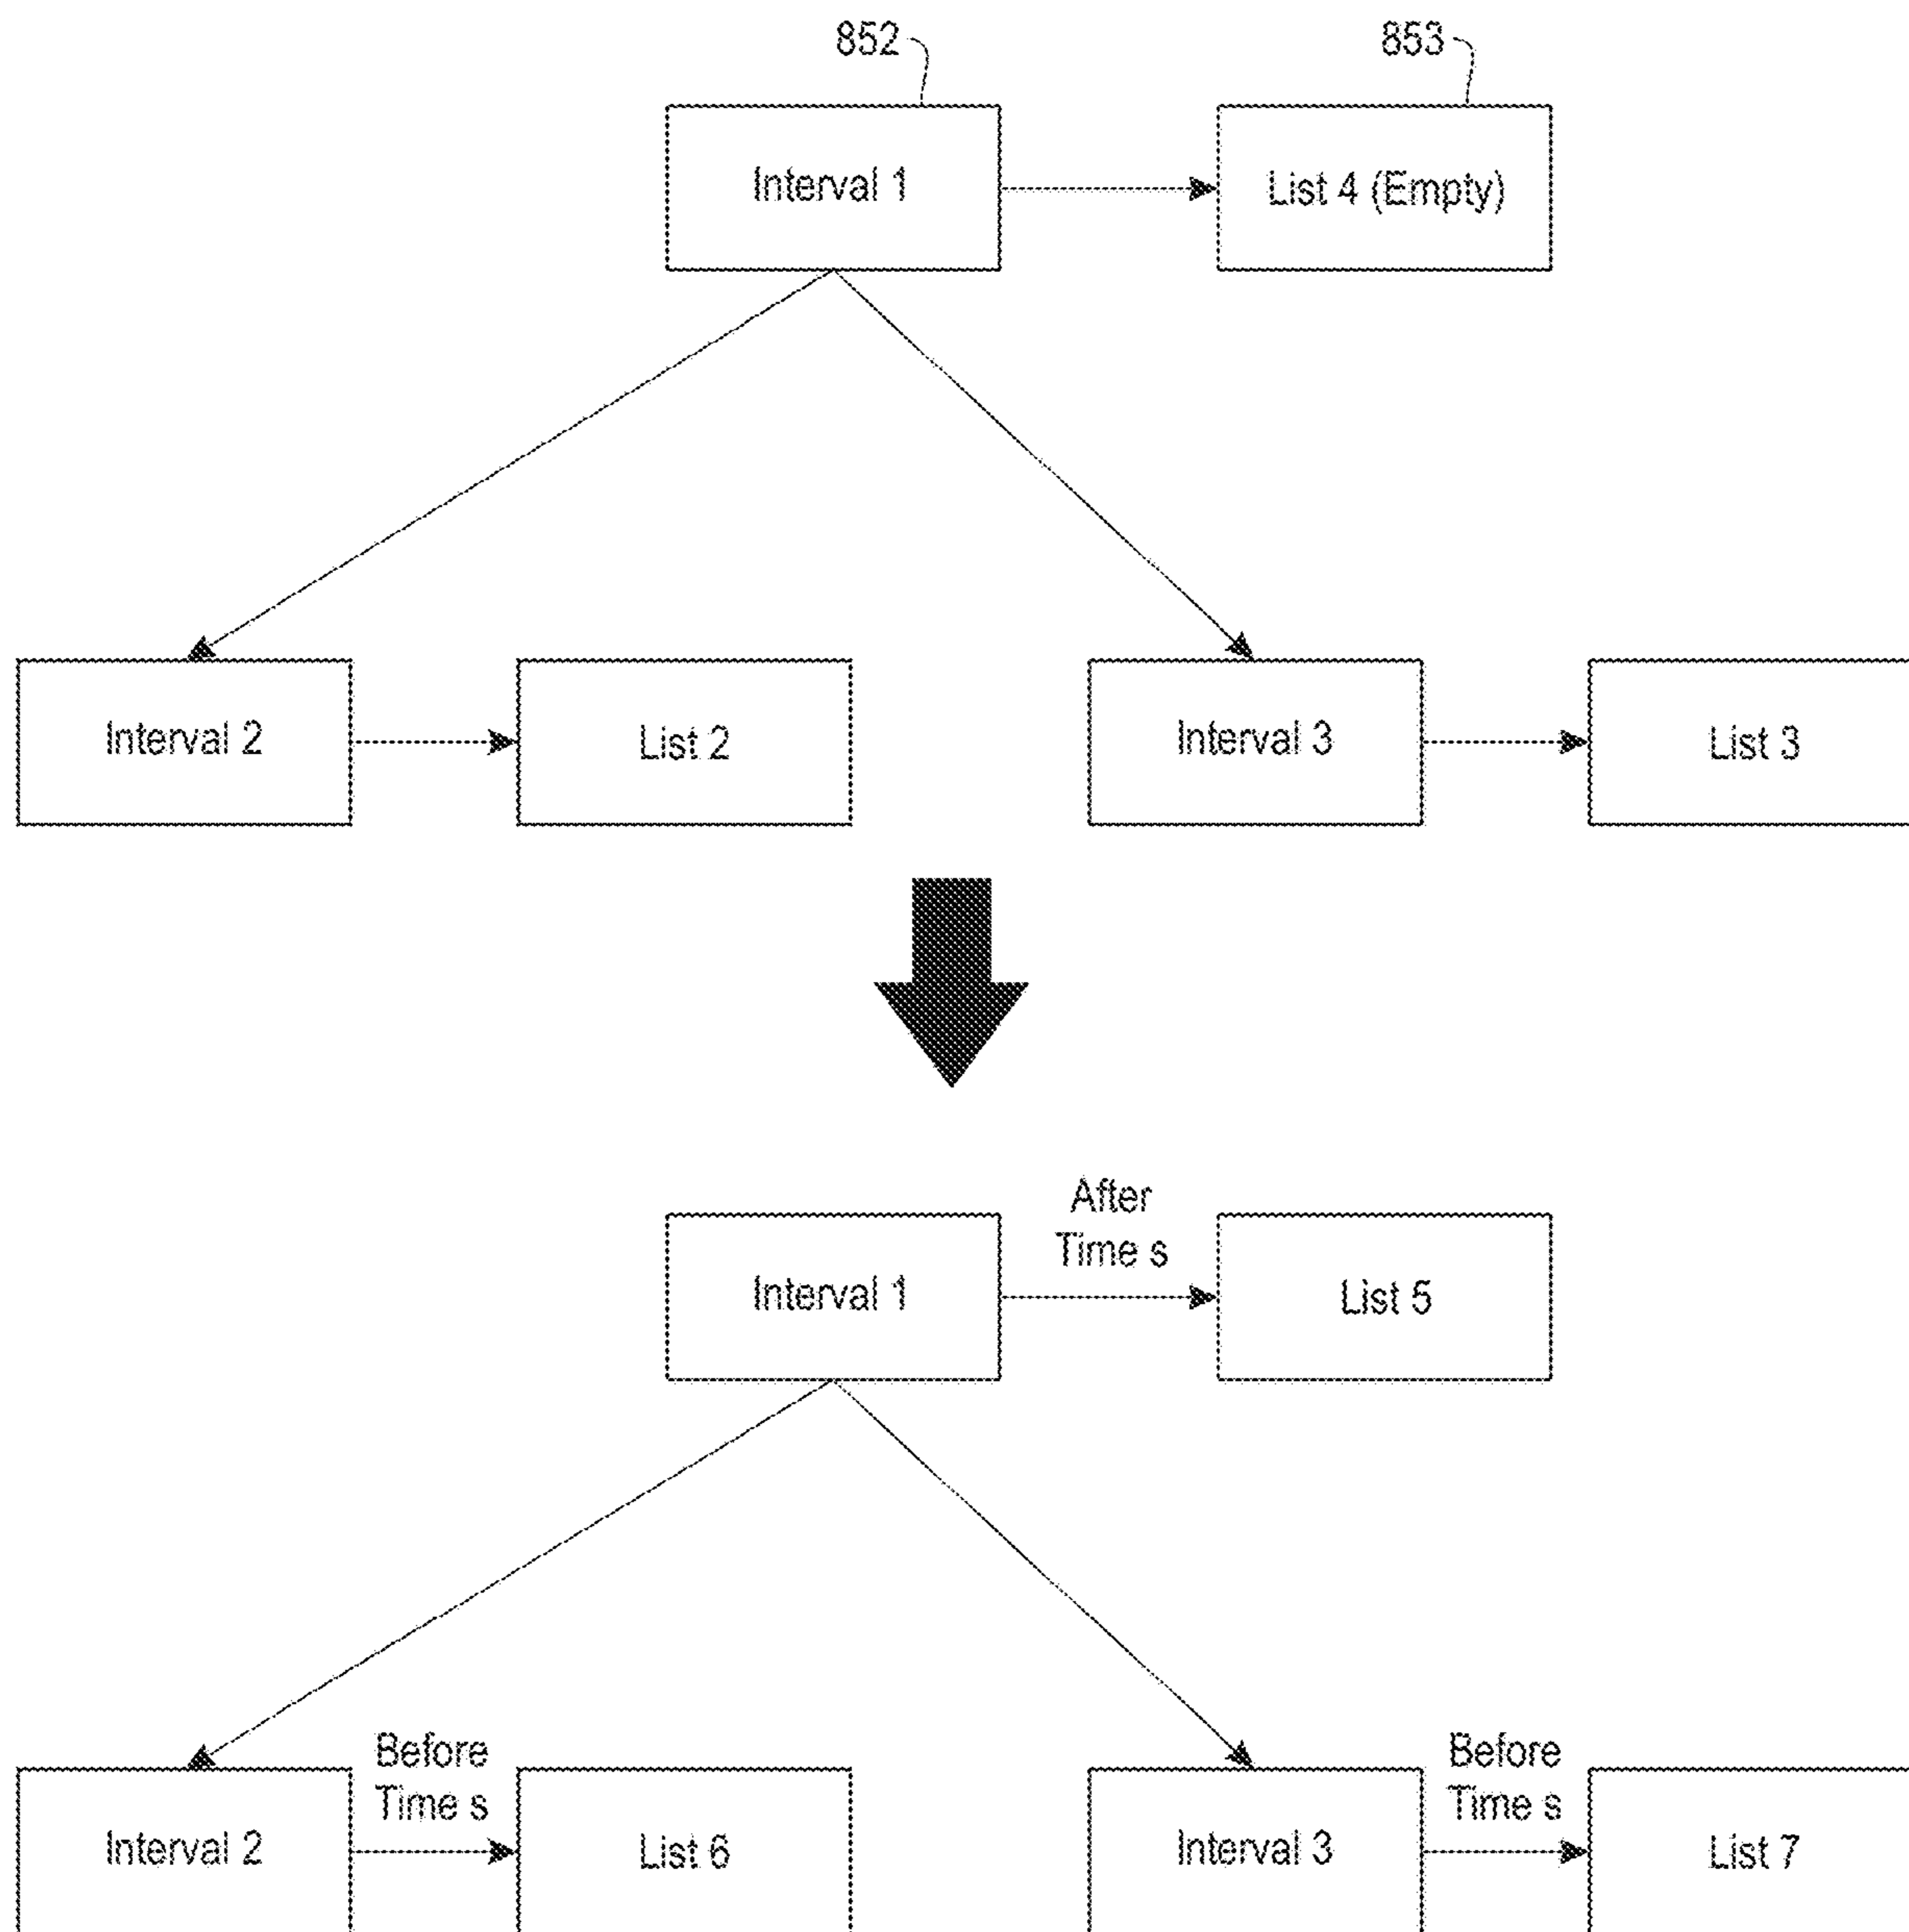 852
853
Interval 1
List 4 (Empty)
Interval 2
List 2
Interval 3
List 3
After
Time s
Interval 1
List 5
Before
Time s
Before
Time s
Interval 2
List 6
Interval 3
List 7